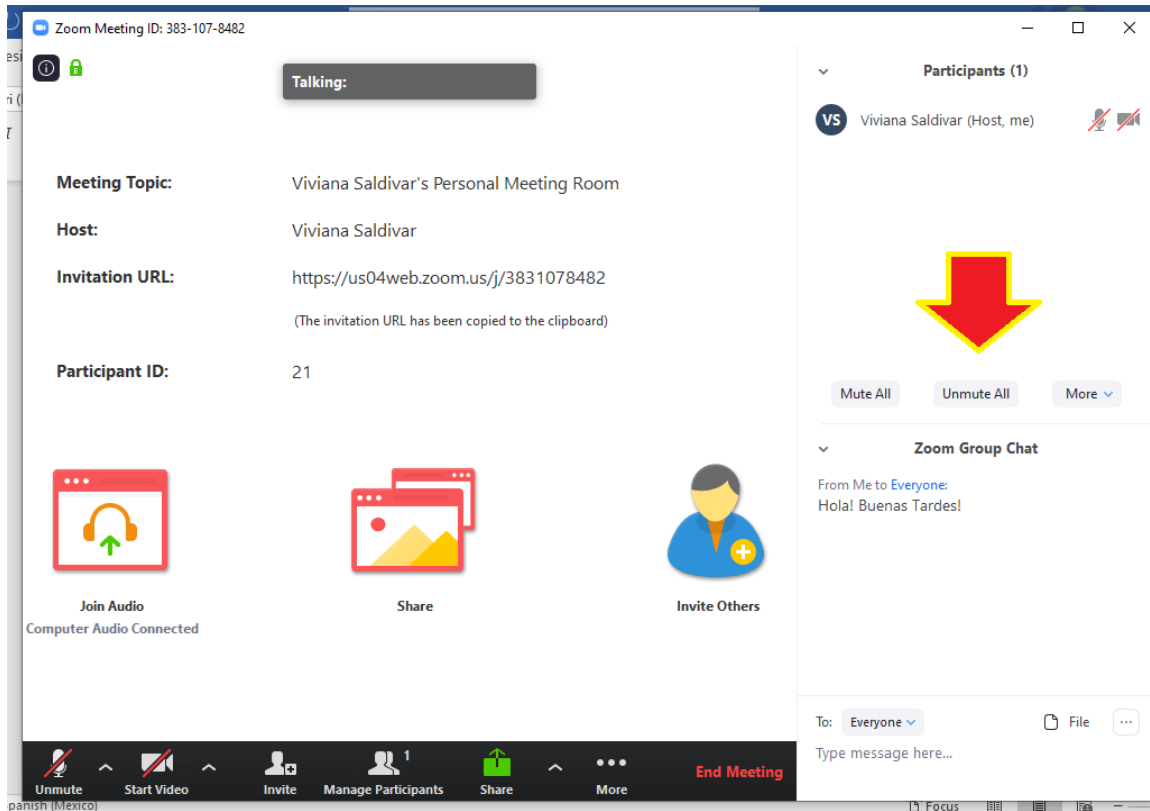 Zoom Meeting ID: 383-107-8482
Talking:
Meeting Topic: Viviana Saldivar's Personal Meeting Room
Host: Viviana Saldivar
Invitation URL: https://us04web.zoom.us/j/3831078482
(The invitation URL has been copied to the clipboard)
Participant ID: 21
Join Audio
Computer Audio Connected
Share
Invite Others
Unmute
Start Video
Invite
Manage Participants 1
Share
More
End Meeting
Participants (1)
VS Viviana Saldivar (Host, me)
Mute All Unmute All More
Zoom Group Chat
From Me to Everyone:
Hola! Buenas Tardes!
To: Everyone File
Type message here...
panish (Mexico)
Focus